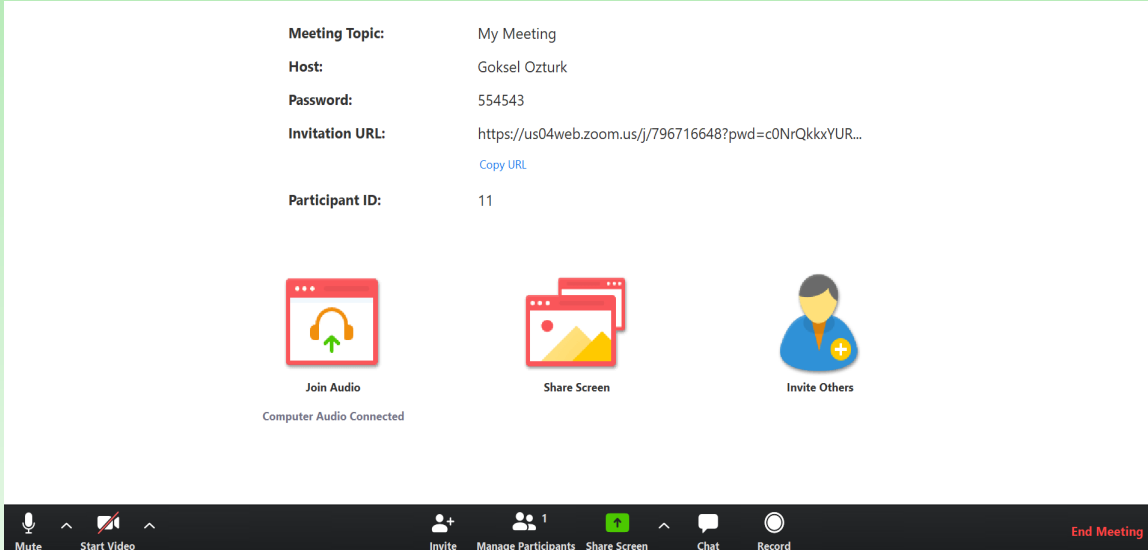 Meeting Topic: My Meeting
Host: Goksel Ozturk
Password: 554543
Invitation URL: https://us04web.zoom.us/j/796716648?pwd=c0NrQkkxYUR...
Copy URL
Participant ID: 11
Join Audio Share Screen Invite Others
Computer Audio Connected
1
Mute Start Video Invite Manage Participants Share Screen Chat Record End Meeting